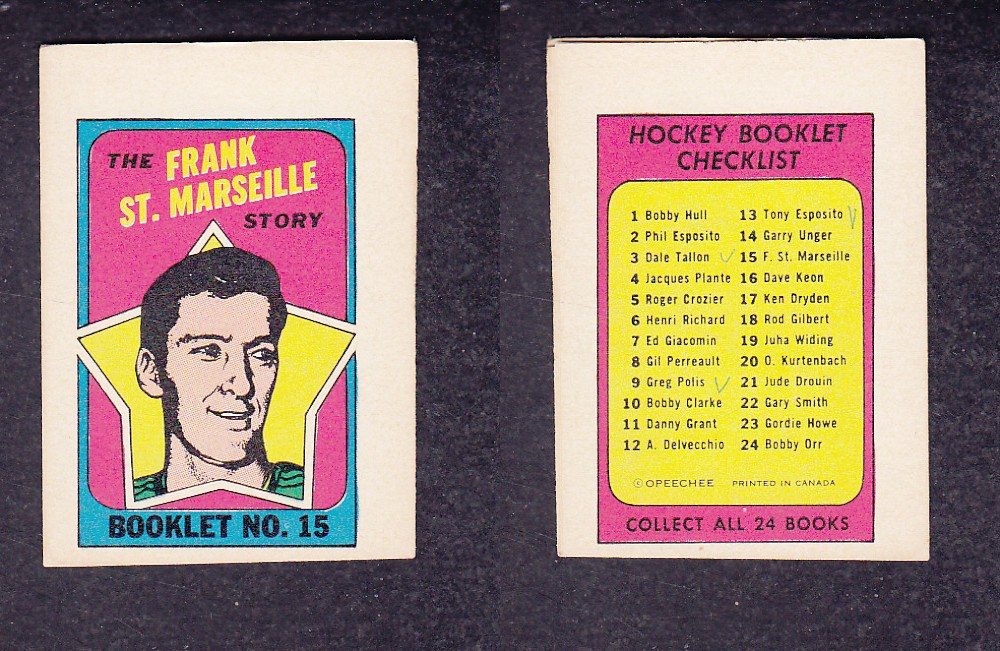 THE FRANK
ST. MARSEILLE
STORY
BOOKLET NO. 15
HOCKEY BOOKLET
CHECKLIST
1 Bobby Hull
2 Phil Esposito
3 Dale Tallon
4 Jacques Plante
5 Roger Crozier
6 Henri Richard
7 Ed Giacomin
8 Gil Perreault
9 Greg Polis
10 Bobby Clarke
11 Danny Grant
12 A. Delvecchio
13 Tony Esposito
14 Garry Unger
15 F. St. Marseille
16 Dave Keon
17 Ken Dryden
18 Rod Gilbert
19 Juha Widing
20 O. Kurtenbach
21 Jude Drouin
22 Gary Smith
23 Gordie Howe
24 Bobby Orr
© OPEECHEE PRINTED IN CANADA
COLLECT ALL 24 BOOKS